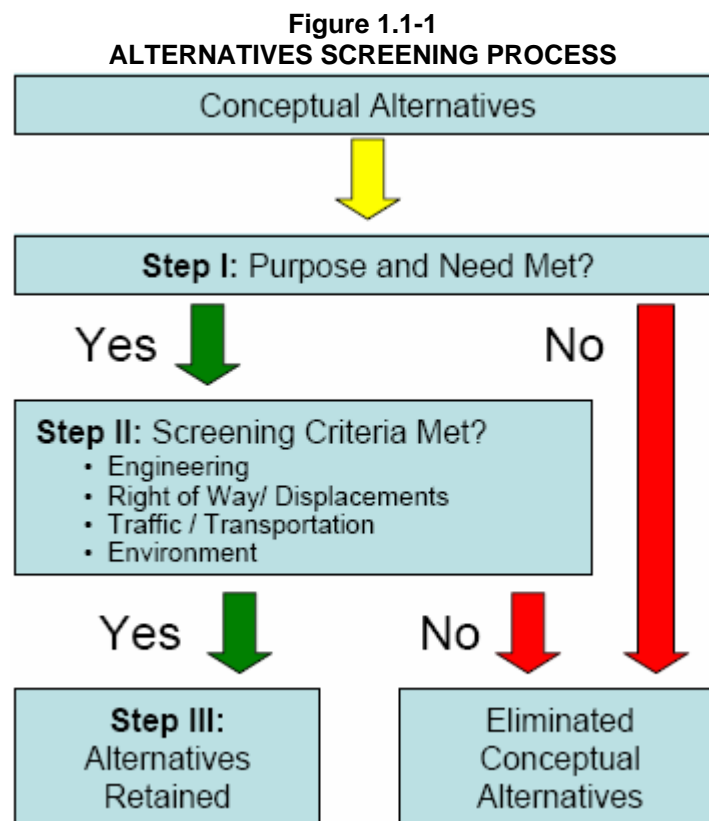 Figure 1.1-1
ALTERNATIVES SCREENING PROCESS
Conceptual Alternatives
Step I: Purpose and Need Met?
Yes
No
Step II: Screening Criteria Met?
• Engineering
• Right of Way/ Displacements
• Traffic / Transportation
• Environment
Yes
No
Step III:
Alternatives
Retained
Eliminated
Conceptual
Alternatives